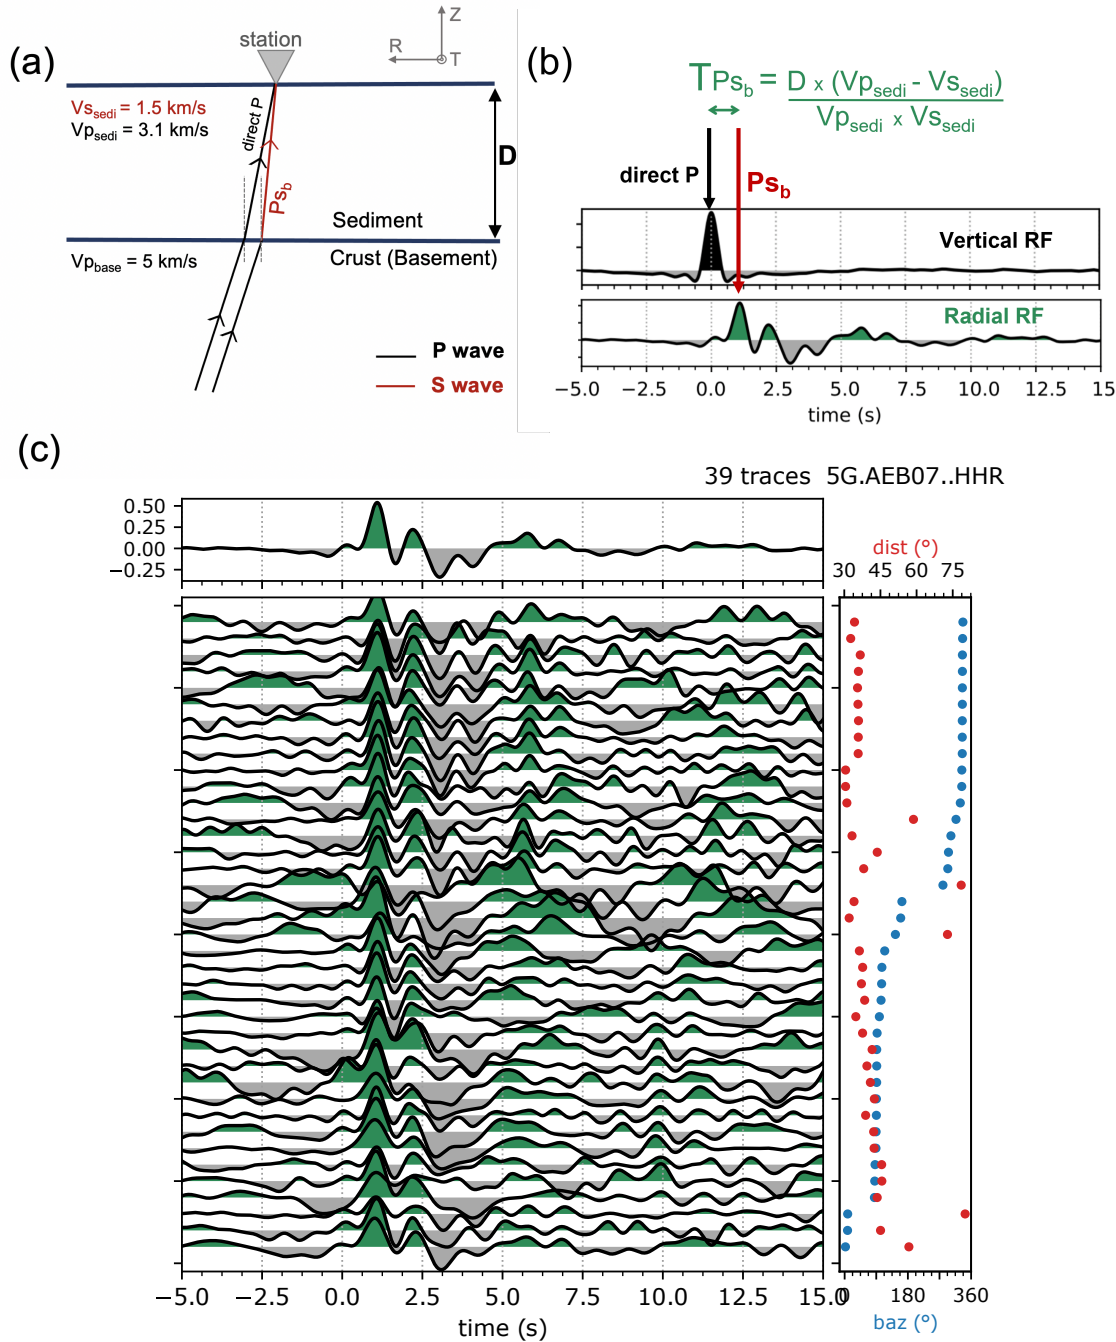 (a)
station
Z
R
T
Vs_sedi = 1.5 km/s
Vp_sedi = 3.1 km/s
direct P
Ps_b
D
Sediment
Vp_base = 5 km/s
Crust (Basement)
P wave
S wave
(b)
TPs_b = D x (Vp_sedi - Vs_sedi)
Vp_sedi x Vs_sedi
direct P
Ps_b
Vertical RF
Radial RF
−5.0 −2.5 0.0 2.5 5.0 7.5 10.0 12.5 15
time (s)
(c)
39 traces 5G.AEB07..HHR
0.50
0.25
0.00
−0.25
dist (°)
30 45 60 75
−5.0 −2.5 0.0 2.5 5.0 7.5 10.0 12.5 15.0
0 180 360
time (s)
baz (°)